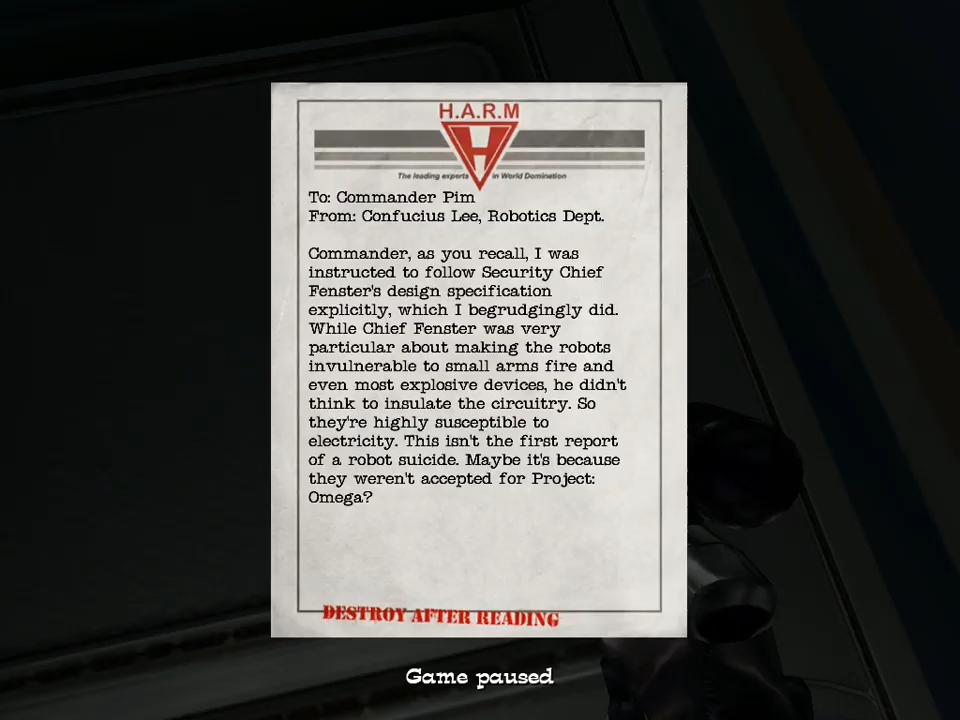 H.A.R.M
H
The leading experts in World Domination
To: Commander Pim
From: Confucius Lee, Robotics Dept.
Commander, as you recall, I was
instructed to follow Security Chief
Fenster's design specification
explicitly, which I begrudgingly did.
While Chief Fenster was very
particular about making the robots
invulnerable to small arms fire and
even most explosive devices, he didn't
think to insulate the circuitry. So
they're highly susceptible to
electricity. This isn't the first report
of a robot suicide. Maybe it's because
they weren't accepted for Project:
Omega?
DESTROY AFTER READING
Game paused